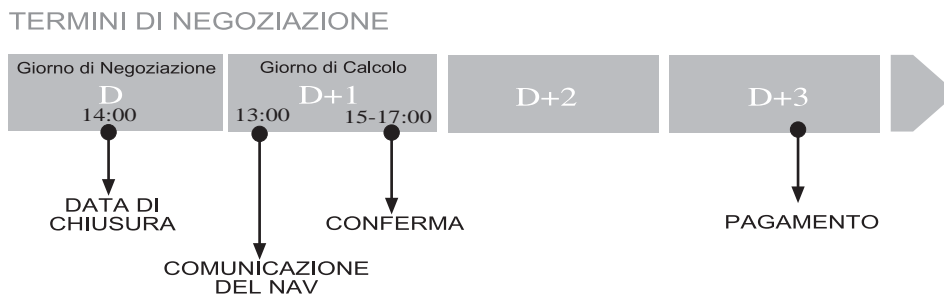 TERMINI DI NEGOZIAZIONE
Giorno di Negoziazione
D
14:00
Giorno di Calcolo
D+1
13:00 15-17:00
D+2
D+3
DATA DI
CHIUSURA
COMUNICAZIONE
DEL NAV
CONFERMA
PAGAMENTO